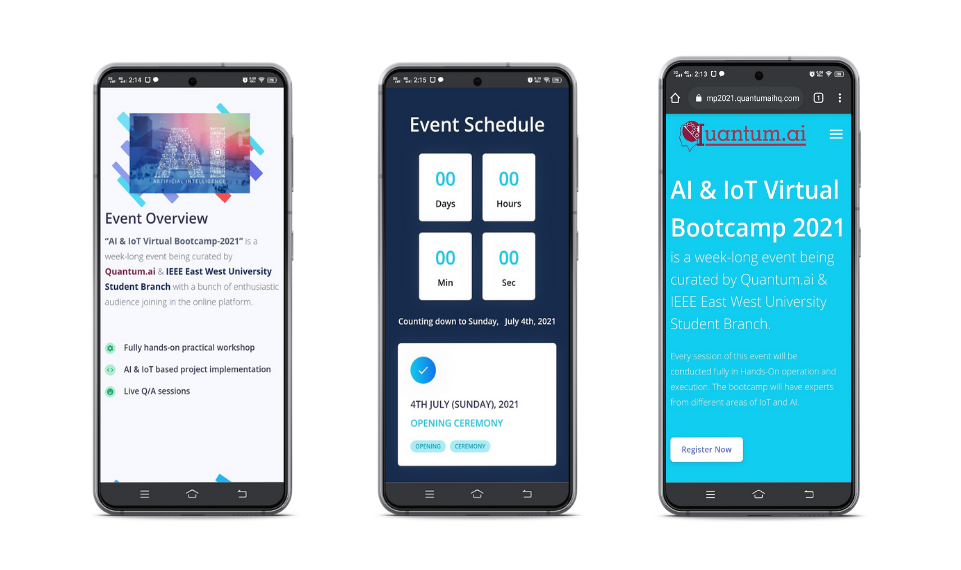 2:14
AI
ARTIFICIAL INTELLIGENCE
Event Overview
“AI & IoT Virtual Bootcamp-2021” is a
week-long event being curated by
Quantum.ai & IEEE East West University
Student Branch with a bunch of enthusiastic
audience joining in the online platform.
Fully hands-on practical workshop
AI & IoT based project implementation
Live Q/A sessions
2:15
Event Schedule
00 00
Days Hours
00 00
Min Sec
Counting down to Sunday, July 4th, 2021
4TH JULY (SUNDAY), 2021
OPENING CEREMONY
OPENING CEREMONY
2:13
mp2021.quantumaihq.com 1
Quantum.ai
AI & IoT Virtual
Bootcamp 2021
is a week-long event being
curated by Quantum.ai &
IEEE East West University
Student Branch.
Every session of this event will be
conducted fully in Hands-On operation and
execution. The bootcamp will have experts
from different areas of IoT and AI.
Register Now